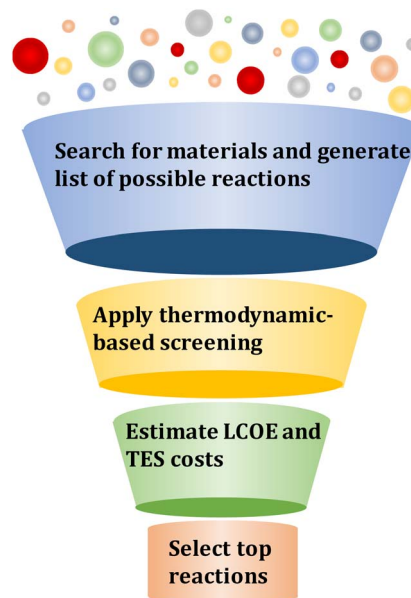 Search for materials and generate
list of possible reactions
Apply thermodynamic-
based screening
Estimate LCOE and
TES costs
Select top
reactions